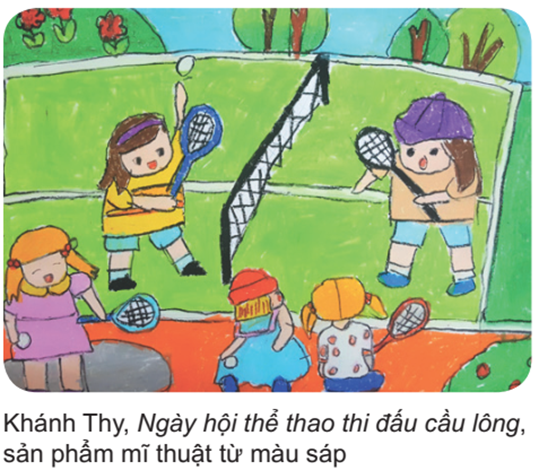 Khánh Thy, Ngày hội thể thao thi đấu cầu lông,
sản phẩm mĩ thuật từ màu sáp